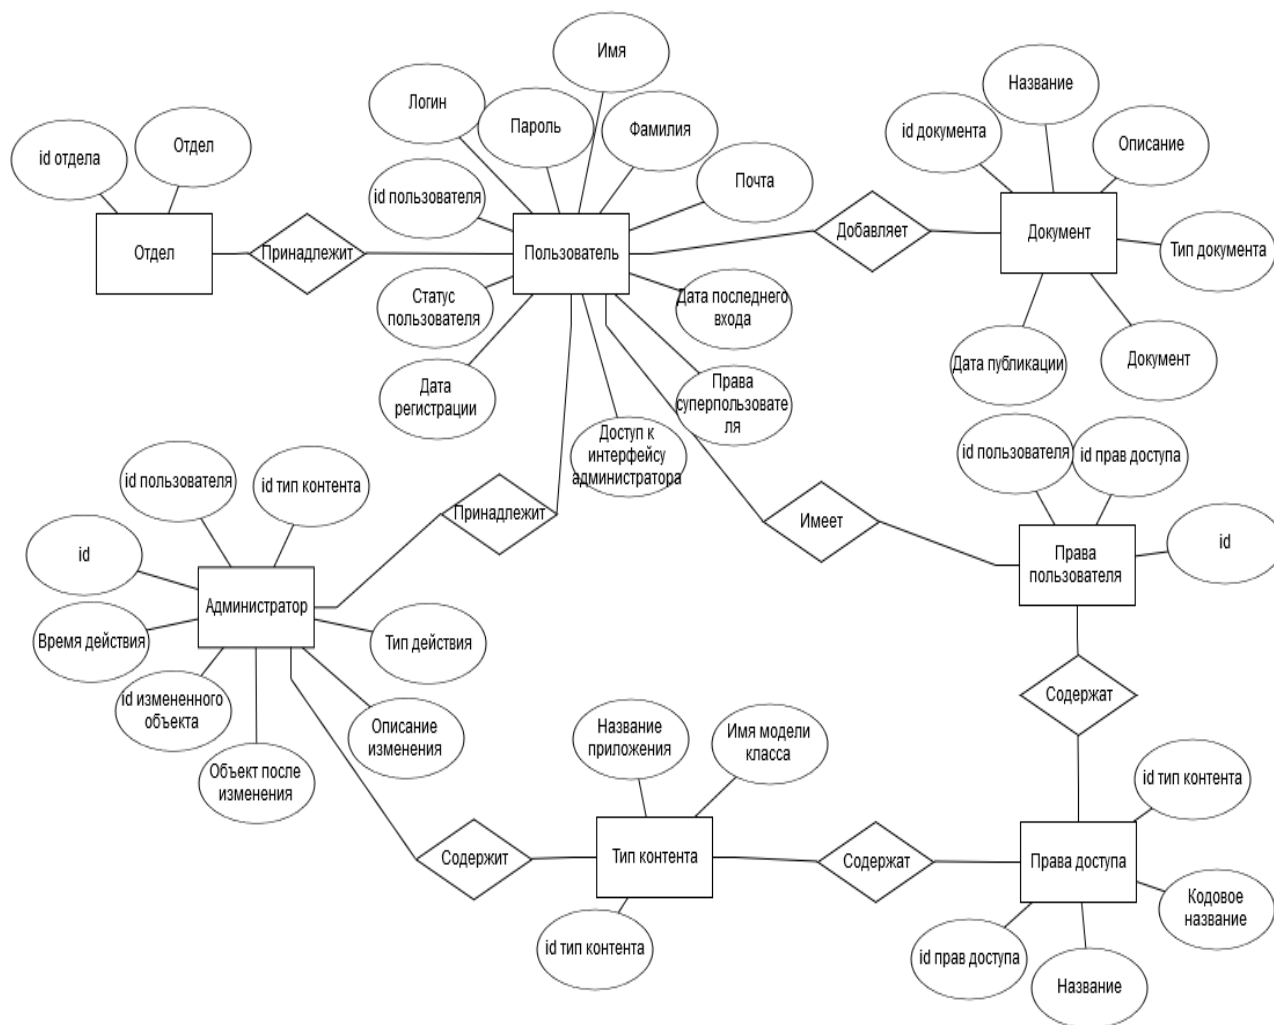 Имя
Логин
Пароль
Фамилия
Название
id документа
Описание
id отдела
Отдел
id пользователя
Почта
Отдел
Принадлежит
Пользователь
Добавляет
Документ
Тип документа
Статус
пользователя
Дата последнего
входа
Дата
регистрации
Права
суперпользовате
ля
Дата публикации
Документ
Доступ к
интерфейсу
администратора
id пользователя
id прав доступа
id пользователя
id тип контента
Принадлежит
Имеет
id
id
Права
пользователя
Администратор
Время действия
Тип действия
id измененного
объекта
Описание
изменения
Объект после
изменения
Содержат
Название
приложения
Имя модели
класса
id тип контента
Содержит
Тип контента
Содержат
Права доступа
Кодовое
название
id тип контента
id прав доступа
Название